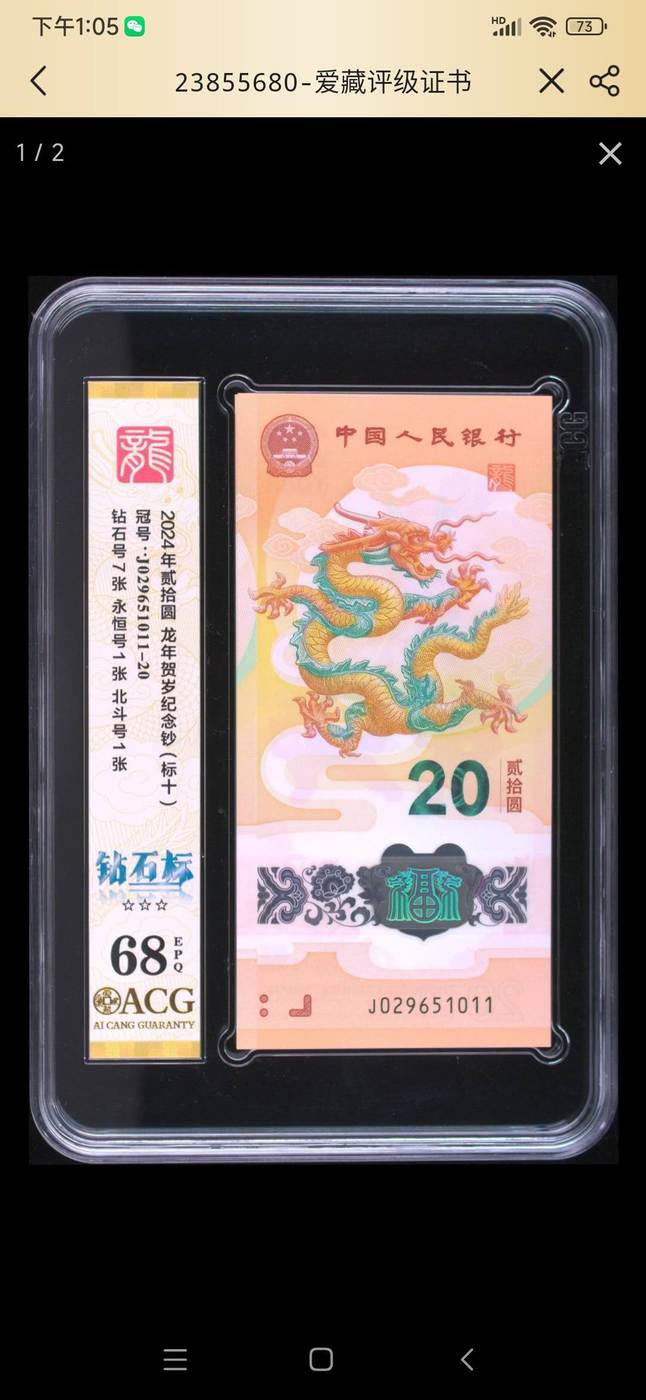 下午1:05
HD
73
23855680-爱藏评级证书
1 / 2
龍
2024年贰拾圆 龙年贺岁纪念钞(标十)
冠号:J029651011-20
钻石号7张 永恒号1张 北斗号1张
钻石标
☆☆☆
68 EPQ
ACG
AI CANG GUARANTY
中国人民银行
龍
20
贰拾圆
J029651011